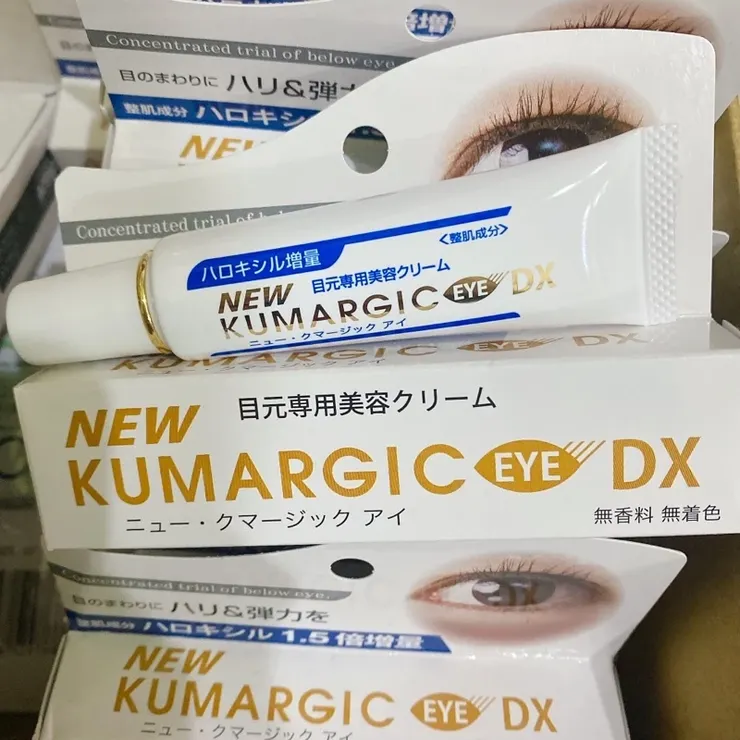 倍増
Concentrated trial of below eye.
目のまわりに ハリ&弾力
整肌成分 ハロキシ
NEW
Concentrated trial of bel
ハロキシル増量
<整肌成分>
目元専用美容クリーム
NEW
KUMARGIC EYE DX
ニュー・クマージック アイ
KUMARGIC EYE DX
NEW 目元専用美容クリーム
KUMARGIC EYE DX
ニュー・クマージック アイ
無香料 無着色
Concentrated trial of below eye.
目のまわりに ハリ&弾力を
整肌成分 ハロキシル 1.5倍増量
NEW
KUMARGIC EYE DX
ニュー・クマージック アイ